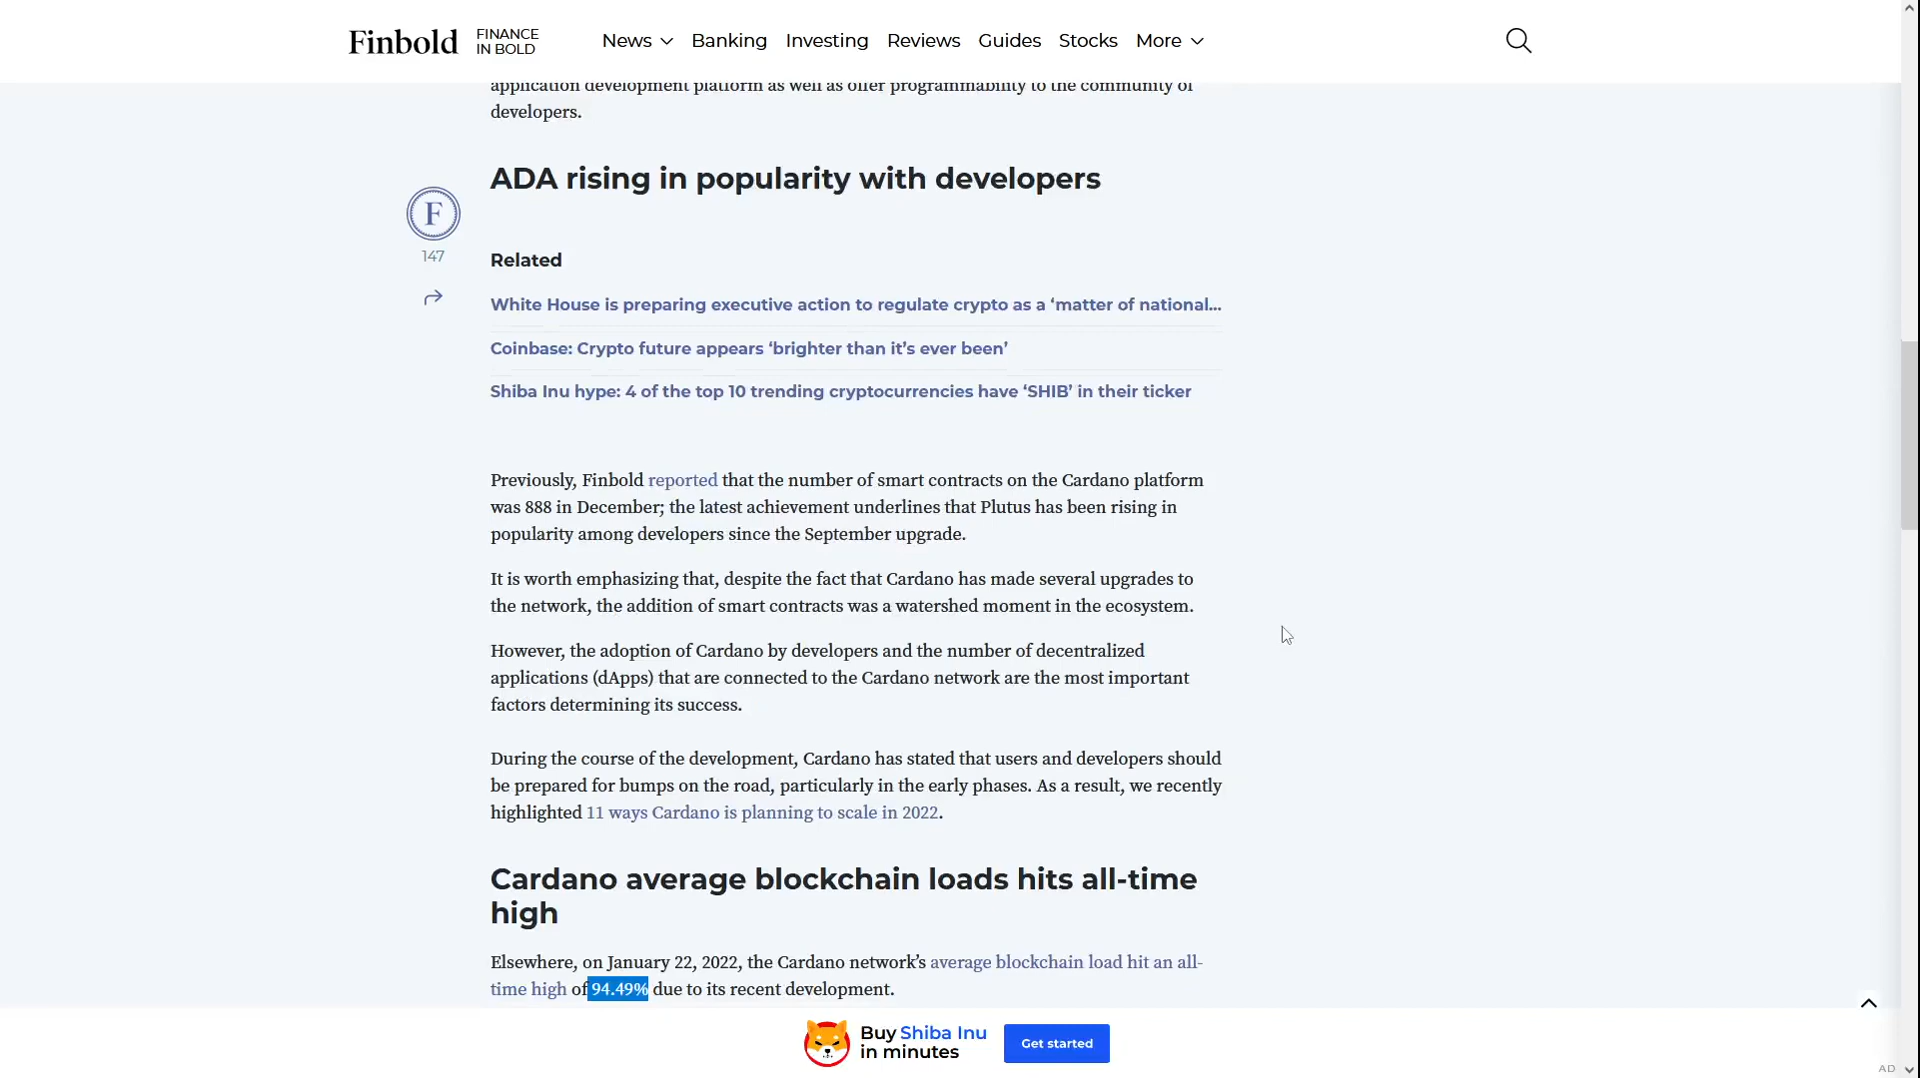 Finbold
FINANCE
IN BOLD
News
Banking
Investing
Reviews
Guides
Stocks
More
application development platform as well as offer programmability to the community of
developers.
ADA rising in popularity with developers
F
147
Related
White House is preparing executive action to regulate crypto as a ‘matter of national...
Coinbase: Crypto future appears ‘brighter than it’s ever been’
Shiba Inu hype: 4 of the top 10 trending cryptocurrencies have ‘SHIB’ in their ticker
Previously, Finbold reported that the number of smart contracts on the Cardano platform
was 888 in December; the latest achievement underlines that Plutus has been rising in
popularity among developers since the September upgrade.
It is worth emphasizing that, despite the fact that Cardano has made several upgrades to
the network, the addition of smart contracts was a watershed moment in the ecosystem.
However, the adoption of Cardano by developers and the number of decentralized
applications (dApps) that are connected to the Cardano network are the most important
factors determining its success.
During the course of the development, Cardano has stated that users and developers should
be prepared for bumps on the road, particularly in the early phases. As a result, we recently
highlighted 11 ways Cardano is planning to scale in 2022.
Cardano average blockchain loads hits all-time
high
Elsewhere, on January 22, 2022, the Cardano network’s average blockchain load hit an all-
time high of 94.49% due to its recent development.
Buy Shiba Inu
in minutes
Get started
AD